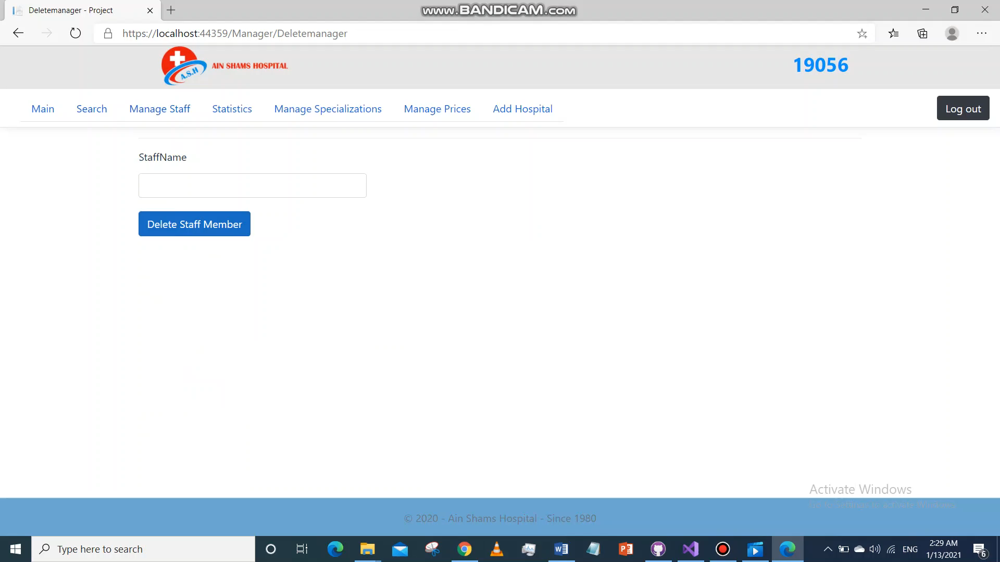 Deletemanager - Project
www.BANDICAM.com
https://localhost:44359/Manager/Deletemanager
A.S.H
AIN SHAMS HOSPITAL
19056
Main
Search
Manage Staff
Statistics
Manage Specializations
Manage Prices
Add Hospital
Log out
StaffName
Delete Staff Member
Activate Windows
Go to Settings to activate Windows.
© 2020 - Ain Shams Hospital - Since 1980
Type here to search
ENG
2:29 AM
1/13/2021
6